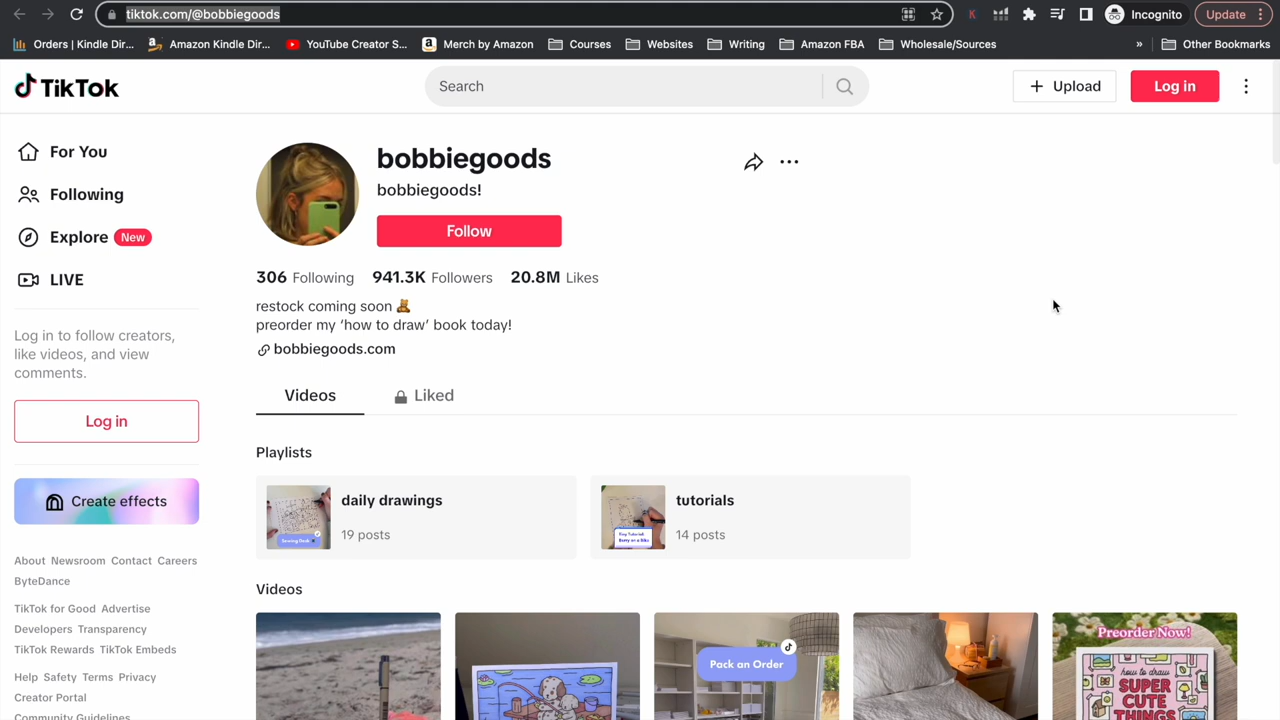 tiktok.com/@bobbiegoods
K
Incognito
Update
Orders | Kindle Dir...
Amazon Kindle Dir...
YouTube Creator S...
Merch by Amazon
Courses
Websites
Writing
Amazon FBA
Wholesale/Sources
»
Other Bookmarks
TikTok
Search
Upload
Log in
For You
Following
Explore New
LIVE
Log in to follow creators,
like videos, and view
comments.
Log in
Create effects
About Newsroom Contact Careers
ByteDance
TikTok for Good Advertise
Developers Transparency
TikTok Rewards TikTok Embeds
Help Safety Terms Privacy
Creator Portal
Community Guidelines
bobbiegoods
bobbiegoods!
Follow
306 Following 941.3K Followers 20.8M Likes
restock coming soon 🧸
preorder my ‘how to draw’ book today!
bobbiegoods.com
Videos
Liked
Playlists
daily drawings
19 posts
tutorials
14 posts
Videos
Pack an Order
Preorder Now!
how to draw
SUPER
CUTE
THINGS